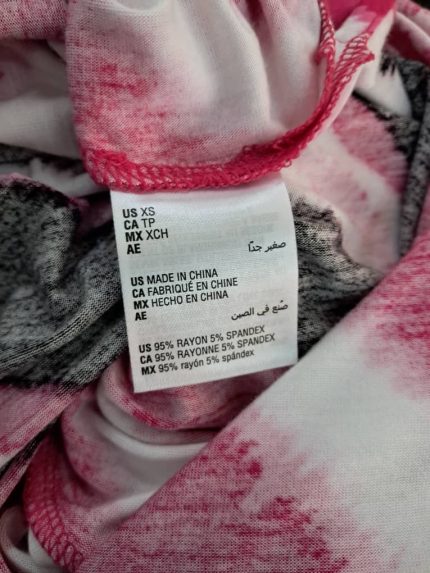 US XS
CA TP
MX XCH
AE صغير جدًا
US MADE IN CHINA
CA FABRIQUÉ EN CHINE
MX HECHO EN CHINA
AE صُنع في الصين
US 95% RAYON 5% SPANDEX
CA 95% RAYONNE 5% SPANDEX
MX 95% rayón 5% spándex